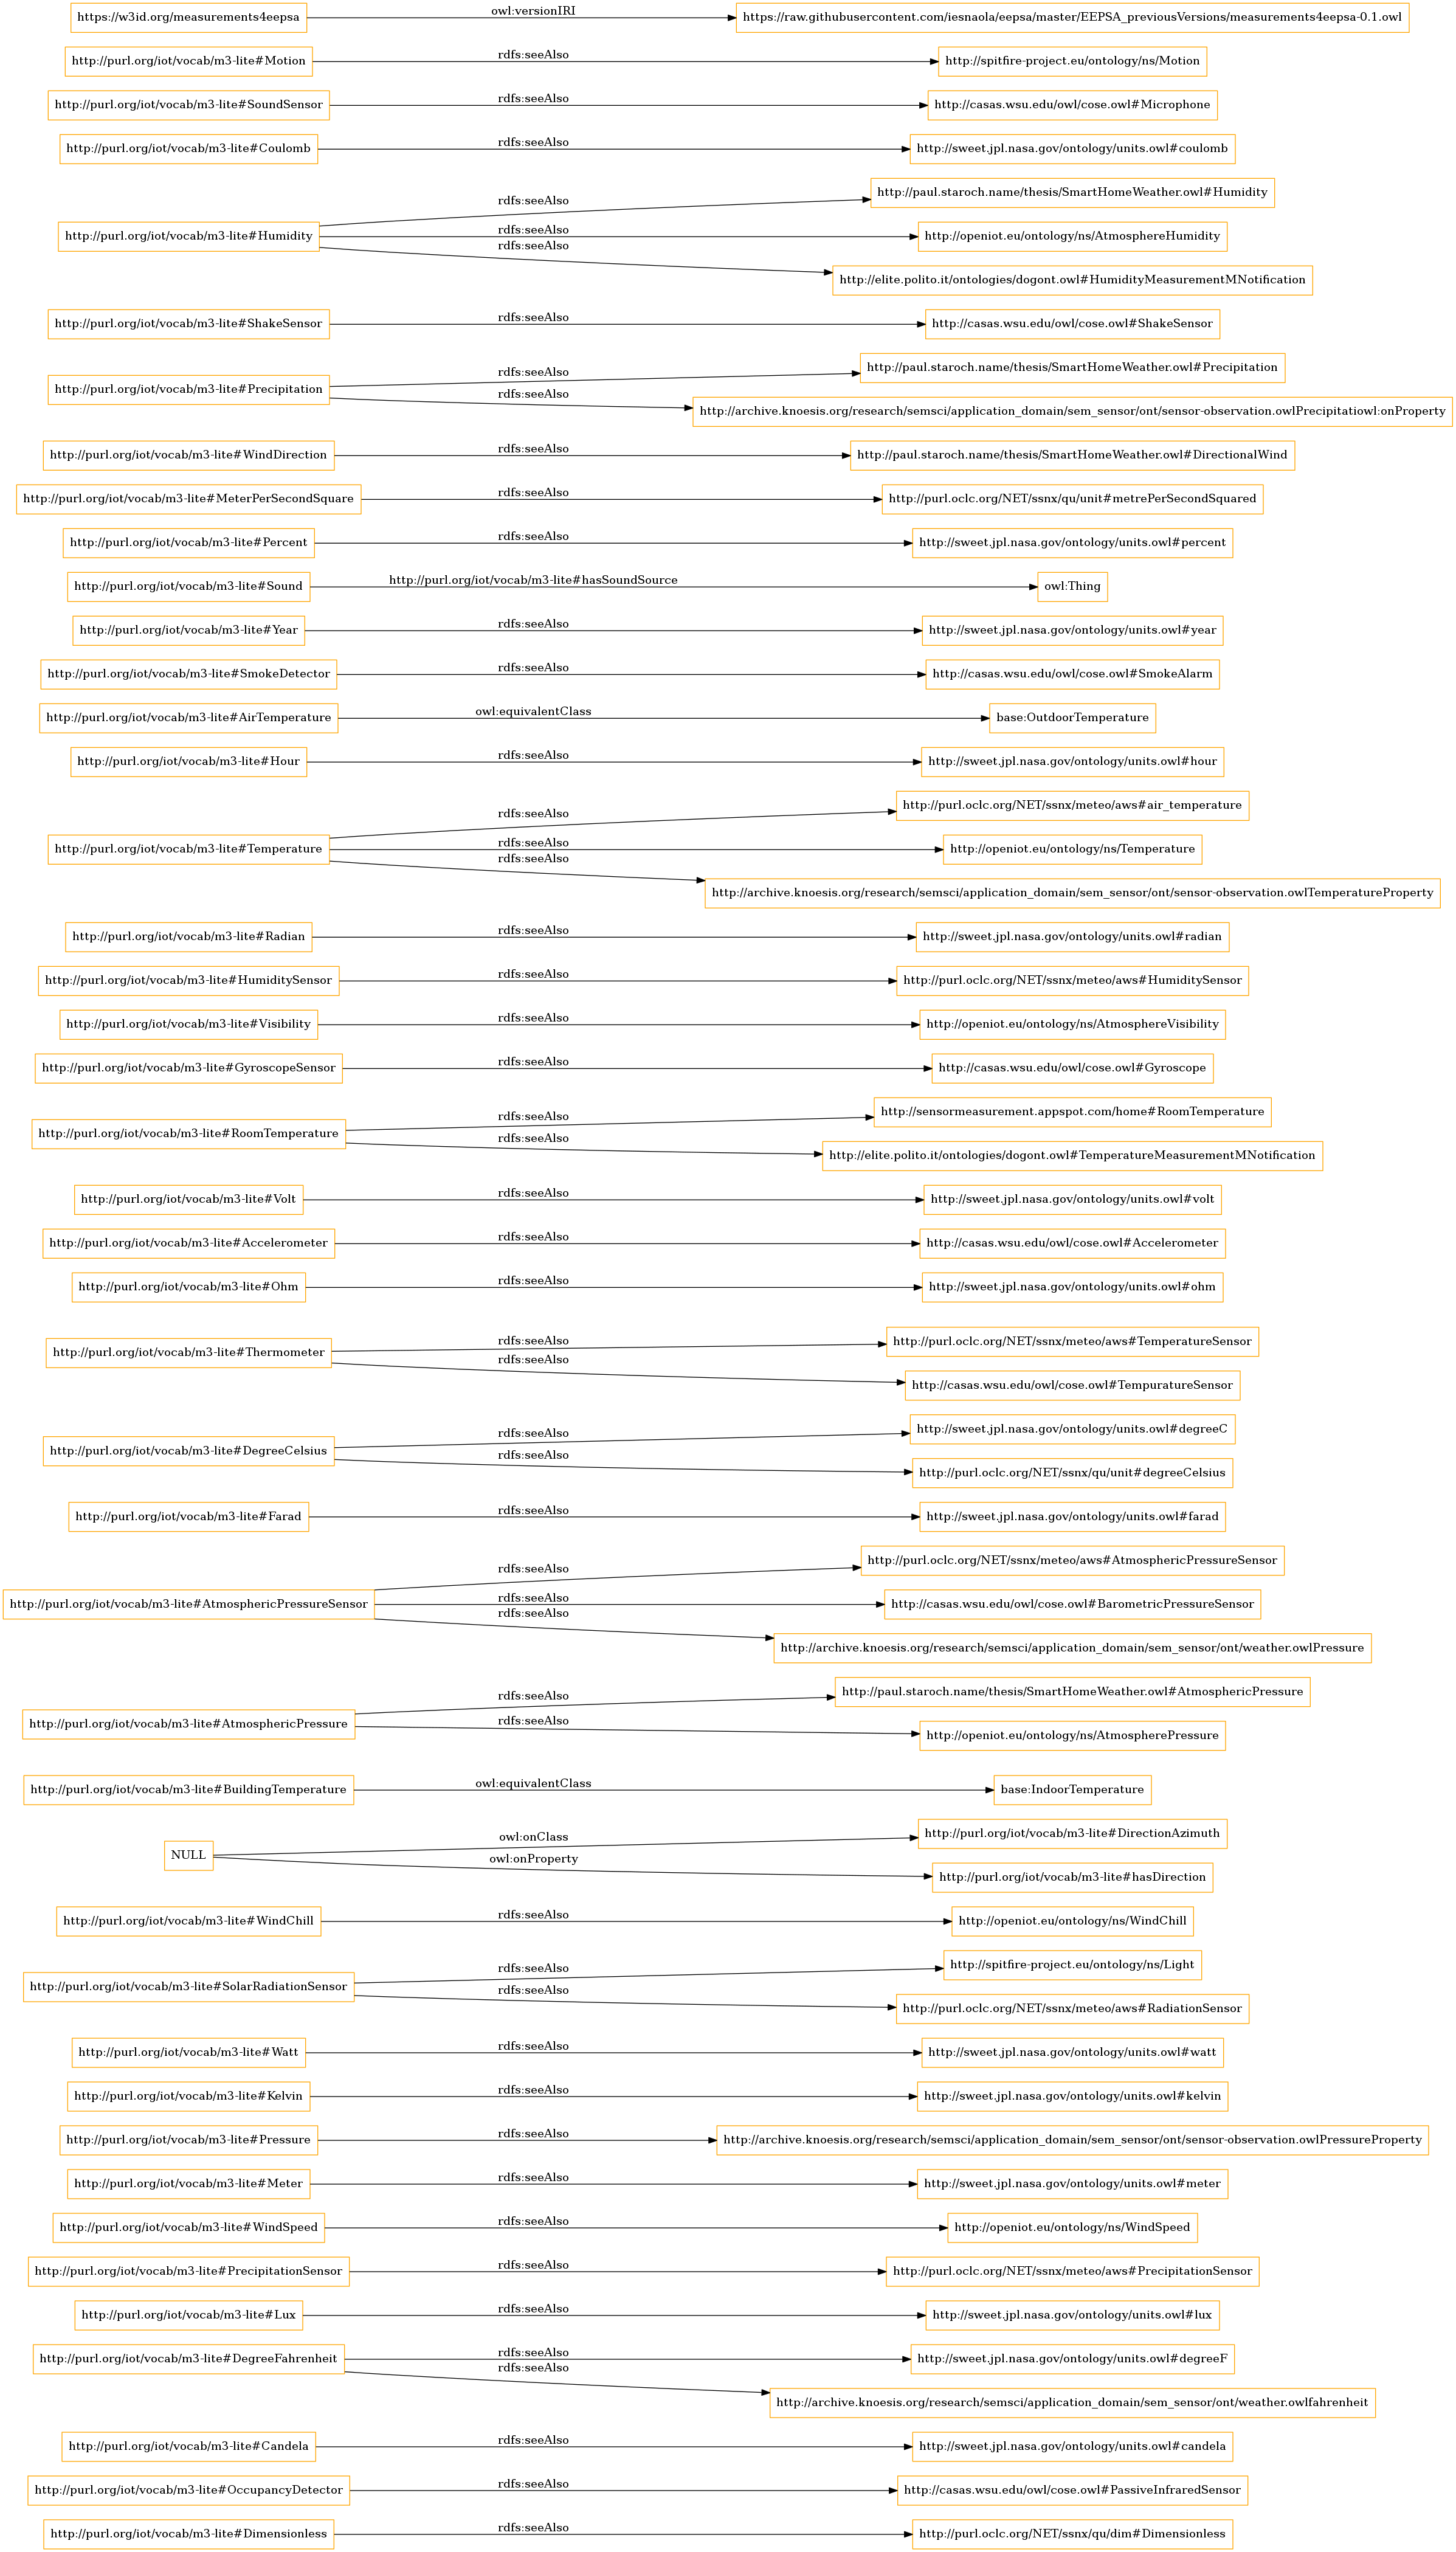 https://w3id.org/measurements4eepsa
owl:versionIRI
https://raw.githubusercontent.com/iesnaola/eepsa/master/EEPSA_previousVersions/measurements4eepsa-0.1.owl
http://purl.org/iot/vocab/m3-lite#Motion
rdfs:seeAlso
http://spitfire-project.eu/ontology/ns/Motion
http://purl.org/iot/vocab/m3-lite#SoundSensor
rdfs:seeAlso
http://casas.wsu.edu/owl/cose.owl#Microphone
http://purl.org/iot/vocab/m3-lite#Coulomb
rdfs:seeAlso
http://sweet.jpl.nasa.gov/ontology/units.owl#coulomb
http://purl.org/iot/vocab/m3-lite#Humidity
rdfs:seeAlso
http://paul.staroch.name/thesis/SmartHomeWeather.owl#Humidity
rdfs:seeAlso
http://openiot.eu/ontology/ns/AtmosphereHumidity
rdfs:seeAlso
http://elite.polito.it/ontologies/dogont.owl#HumidityMeasurementMNotification
http://purl.org/iot/vocab/m3-lite#ShakeSensor
rdfs:seeAlso
http://casas.wsu.edu/owl/cose.owl#ShakeSensor
http://purl.org/iot/vocab/m3-lite#Precipitation
rdfs:seeAlso
http://paul.staroch.name/thesis/SmartHomeWeather.owl#Precipitation
rdfs:seeAlso
http://archive.knoesis.org/research/semsci/application_domain/sem_sensor/ont/sensor-observation.owlPrecipitatiowl:onProperty
http://purl.org/iot/vocab/m3-lite#WindDirection
rdfs:seeAlso
http://paul.staroch.name/thesis/SmartHomeWeather.owl#DirectionalWind
http://purl.org/iot/vocab/m3-lite#MeterPerSecondSquare
rdfs:seeAlso
http://purl.oclc.org/NET/ssnx/qu/unit#metrePerSecondSquared
http://purl.org/iot/vocab/m3-lite#Percent
rdfs:seeAlso
http://sweet.jpl.nasa.gov/ontology/units.owl#percent
http://purl.org/iot/vocab/m3-lite#Sound
http://purl.org/iot/vocab/m3-lite#hasSoundSource
owl:Thing
http://purl.org/iot/vocab/m3-lite#Year
rdfs:seeAlso
http://sweet.jpl.nasa.gov/ontology/units.owl#year
http://purl.org/iot/vocab/m3-lite#SmokeDetector
rdfs:seeAlso
http://casas.wsu.edu/owl/cose.owl#SmokeAlarm
http://purl.org/iot/vocab/m3-lite#AirTemperature
owl:equivalentClass
base:OutdoorTemperature
http://purl.org/iot/vocab/m3-lite#Hour
rdfs:seeAlso
http://sweet.jpl.nasa.gov/ontology/units.owl#hour
http://purl.org/iot/vocab/m3-lite#Temperature
rdfs:seeAlso
http://purl.oclc.org/NET/ssnx/meteo/aws#air_temperature
rdfs:seeAlso
http://openiot.eu/ontology/ns/Temperature
rdfs:seeAlso
http://archive.knoesis.org/research/semsci/application_domain/sem_sensor/ont/sensor-observation.owlTemperatureProperty
http://purl.org/iot/vocab/m3-lite#Radian
rdfs:seeAlso
http://sweet.jpl.nasa.gov/ontology/units.owl#radian
http://purl.org/iot/vocab/m3-lite#HumiditySensor
rdfs:seeAlso
http://purl.oclc.org/NET/ssnx/meteo/aws#HumiditySensor
http://purl.org/iot/vocab/m3-lite#Visibility
rdfs:seeAlso
http://openiot.eu/ontology/ns/AtmosphereVisibility
http://purl.org/iot/vocab/m3-lite#GyroscopeSensor
rdfs:seeAlso
http://casas.wsu.edu/owl/cose.owl#Gyroscope
http://purl.org/iot/vocab/m3-lite#RoomTemperature
rdfs:seeAlso
http://sensormeasurement.appspot.com/home#RoomTemperature
rdfs:seeAlso
http://elite.polito.it/ontologies/dogont.owl#TemperatureMeasurementMNotification
http://purl.org/iot/vocab/m3-lite#Volt
rdfs:seeAlso
http://sweet.jpl.nasa.gov/ontology/units.owl#volt
http://purl.org/iot/vocab/m3-lite#Accelerometer
rdfs:seeAlso
http://casas.wsu.edu/owl/cose.owl#Accelerometer
http://purl.org/iot/vocab/m3-lite#Ohm
rdfs:seeAlso
http://sweet.jpl.nasa.gov/ontology/units.owl#ohm
http://purl.org/iot/vocab/m3-lite#Thermometer
rdfs:seeAlso
http://purl.oclc.org/NET/ssnx/meteo/aws#TemperatureSensor
rdfs:seeAlso
http://casas.wsu.edu/owl/cose.owl#TempuratureSensor
http://purl.org/iot/vocab/m3-lite#DegreeCelsius
rdfs:seeAlso
http://sweet.jpl.nasa.gov/ontology/units.owl#degreeC
rdfs:seeAlso
http://purl.oclc.org/NET/ssnx/qu/unit#degreeCelsius
http://purl.org/iot/vocab/m3-lite#Farad
rdfs:seeAlso
http://sweet.jpl.nasa.gov/ontology/units.owl#farad
http://purl.org/iot/vocab/m3-lite#AtmosphericPressureSensor
rdfs:seeAlso
http://purl.oclc.org/NET/ssnx/meteo/aws#AtmosphericPressureSensor
rdfs:seeAlso
http://casas.wsu.edu/owl/cose.owl#BarometricPressureSensor
rdfs:seeAlso
http://archive.knoesis.org/research/semsci/application_domain/sem_sensor/ont/weather.owlPressure
http://purl.org/iot/vocab/m3-lite#AtmosphericPressure
rdfs:seeAlso
http://paul.staroch.name/thesis/SmartHomeWeather.owl#AtmosphericPressure
rdfs:seeAlso
http://openiot.eu/ontology/ns/AtmospherePressure
http://purl.org/iot/vocab/m3-lite#BuildingTemperature
owl:equivalentClass
base:IndoorTemperature
NULL
owl:onClass
http://purl.org/iot/vocab/m3-lite#DirectionAzimuth
owl:onProperty
http://purl.org/iot/vocab/m3-lite#hasDirection
http://purl.org/iot/vocab/m3-lite#WindChill
rdfs:seeAlso
http://openiot.eu/ontology/ns/WindChill
http://purl.org/iot/vocab/m3-lite#SolarRadiationSensor
rdfs:seeAlso
http://spitfire-project.eu/ontology/ns/Light
rdfs:seeAlso
http://purl.oclc.org/NET/ssnx/meteo/aws#RadiationSensor
http://purl.org/iot/vocab/m3-lite#Watt
rdfs:seeAlso
http://sweet.jpl.nasa.gov/ontology/units.owl#watt
http://purl.org/iot/vocab/m3-lite#Kelvin
rdfs:seeAlso
http://sweet.jpl.nasa.gov/ontology/units.owl#kelvin
http://purl.org/iot/vocab/m3-lite#Pressure
rdfs:seeAlso
http://archive.knoesis.org/research/semsci/application_domain/sem_sensor/ont/sensor-observation.owlPressureProperty
http://purl.org/iot/vocab/m3-lite#Meter
rdfs:seeAlso
http://sweet.jpl.nasa.gov/ontology/units.owl#meter
http://purl.org/iot/vocab/m3-lite#WindSpeed
rdfs:seeAlso
http://openiot.eu/ontology/ns/WindSpeed
http://purl.org/iot/vocab/m3-lite#PrecipitationSensor
rdfs:seeAlso
http://purl.oclc.org/NET/ssnx/meteo/aws#PrecipitationSensor
http://purl.org/iot/vocab/m3-lite#Lux
rdfs:seeAlso
http://sweet.jpl.nasa.gov/ontology/units.owl#lux
http://purl.org/iot/vocab/m3-lite#DegreeFahrenheit
rdfs:seeAlso
http://sweet.jpl.nasa.gov/ontology/units.owl#degreeF
rdfs:seeAlso
http://archive.knoesis.org/research/semsci/application_domain/sem_sensor/ont/weather.owlfahrenheit
http://purl.org/iot/vocab/m3-lite#Candela
rdfs:seeAlso
http://sweet.jpl.nasa.gov/ontology/units.owl#candela
http://purl.org/iot/vocab/m3-lite#OccupancyDetector
rdfs:seeAlso
http://casas.wsu.edu/owl/cose.owl#PassiveInfraredSensor
http://purl.org/iot/vocab/m3-lite#Dimensionless
rdfs:seeAlso
http://purl.oclc.org/NET/ssnx/qu/dim#Dimensionless